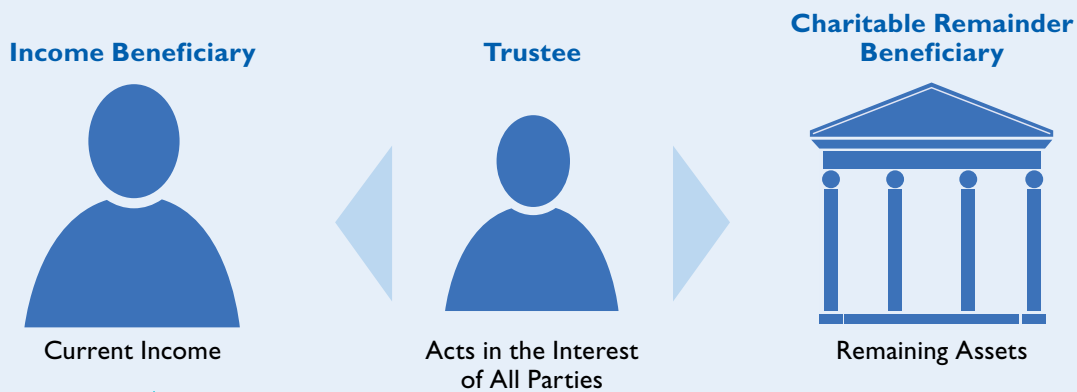 Income Beneficiary
Trustee
Charitable Remainder
Beneficiary
Current Income
Acts in the Interest
of All Parties
Remaining Assets